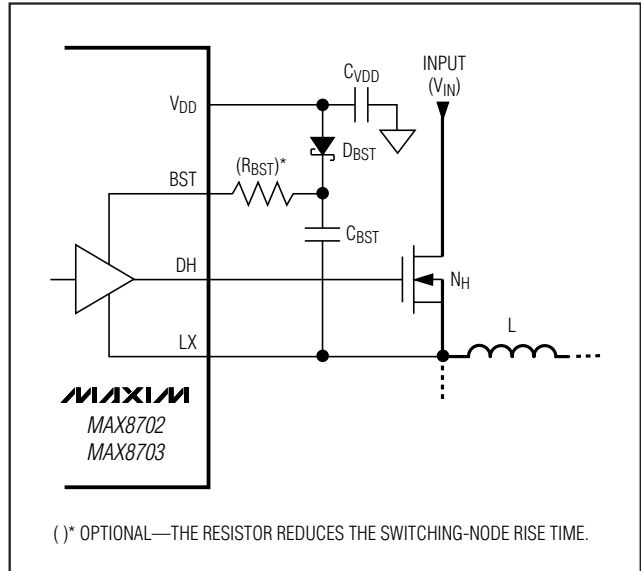 INPUT
(VIN)
CVDD
VDD
DBST
(RBST)*
BST
CBST
DH
NH
L
LX
MAXIM
MAX8702
MAX8703
( )* OPTIONAL—THE RESISTOR REDUCES THE SWITCHING-NODE RISE TIME.